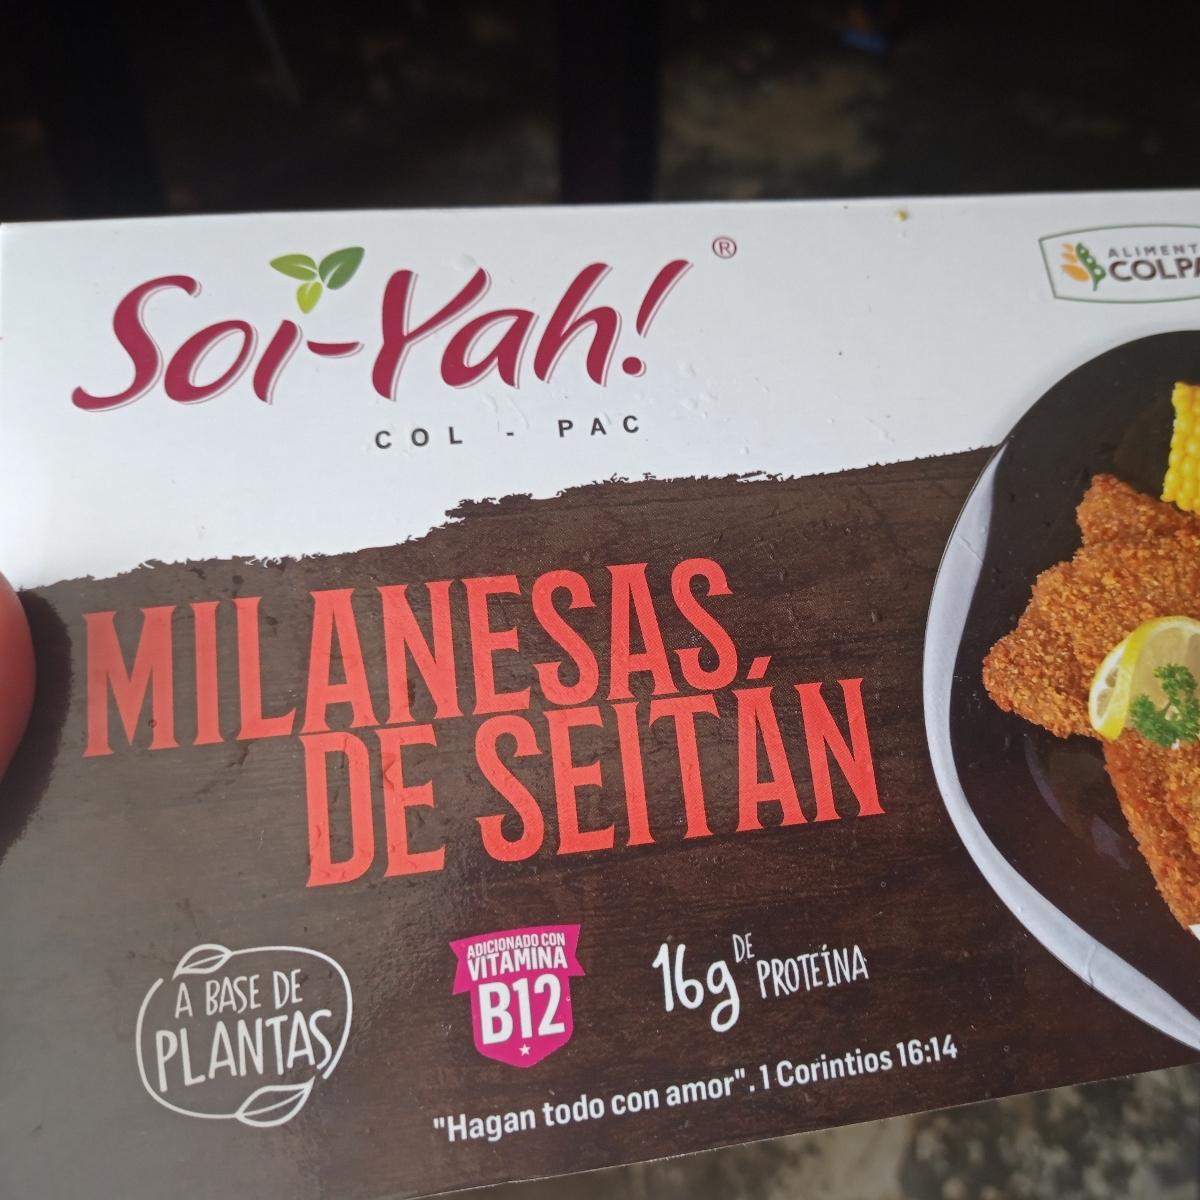 Soi-Yah!®
COL - PAC
MILANESAS
DE SEITÁN
A BASE DE
PLANTAS
ADICIONADO CON
VITAMINA
B12
16g DE PROTEÍNA
"Hagan todo con amor". 1 Corintios 16:14